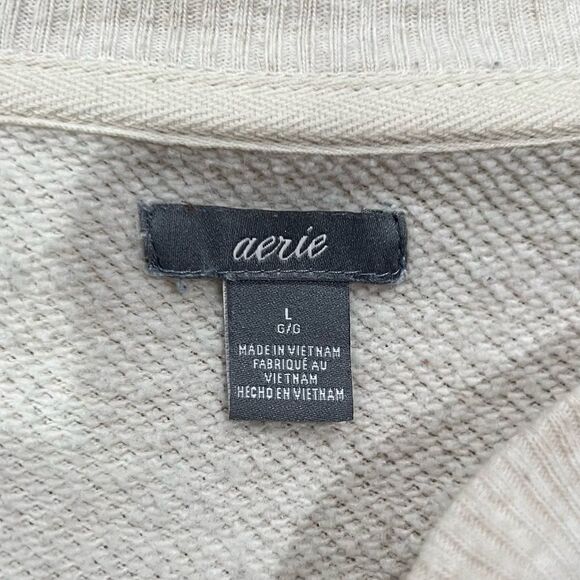 aerie
L
G/G
MADE IN VIETNAM
FABRIQUÉ AU
VIETNAM
HECHO EN VIETNAM